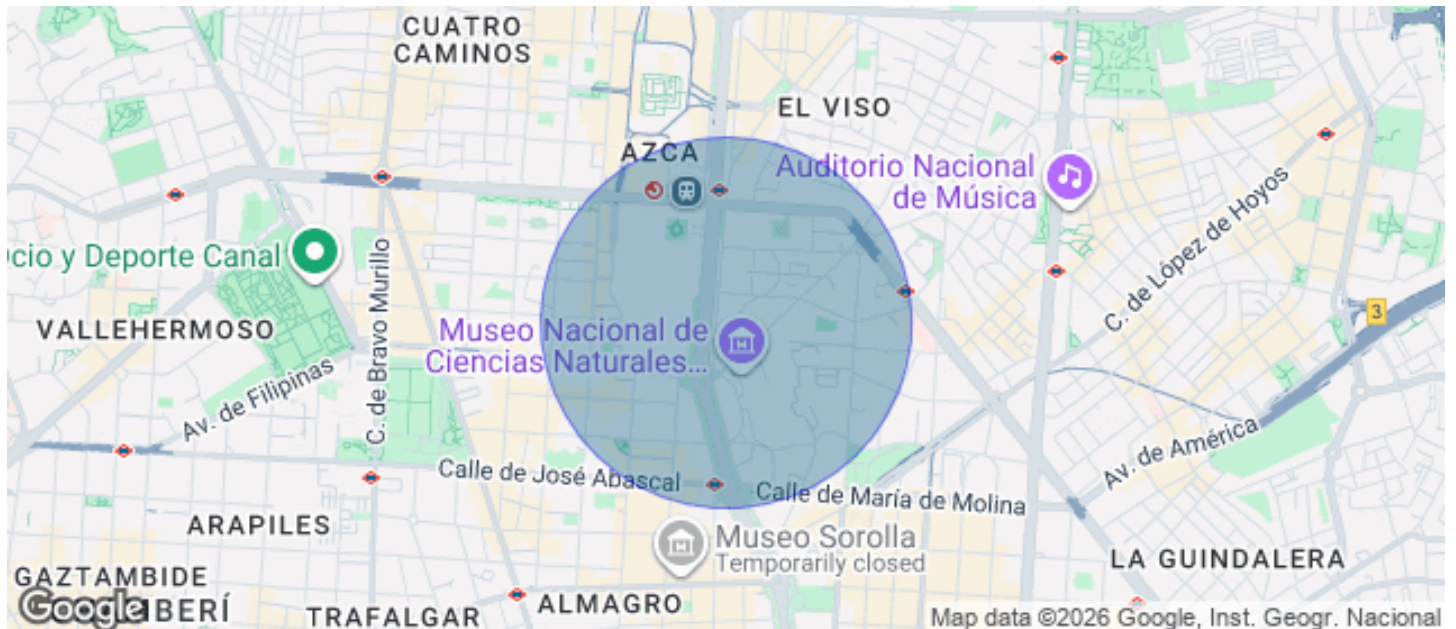 CUATRO
CAMINOS
EL VISO
AZCA
Auditorio Nacional
de Música
C. de López de Hoyos
Ocio y Deporte Canal
C. de Bravo Murillo
3
VALLEHERMOSO
Museo Nacional de
Ciencias Naturales...
Av. de Filipinas
Av. de América
Calle de José Abascal
Calle de María de Molina
ARAPILES
Museo Sorolla
Temporarily closed
LA GUINDALERA
GAZTAMBIDE
IBERÍ
TRAFALGAR
ALMAGRO
Google
Map data ©2026 Google, Inst. Geogr. Nacional